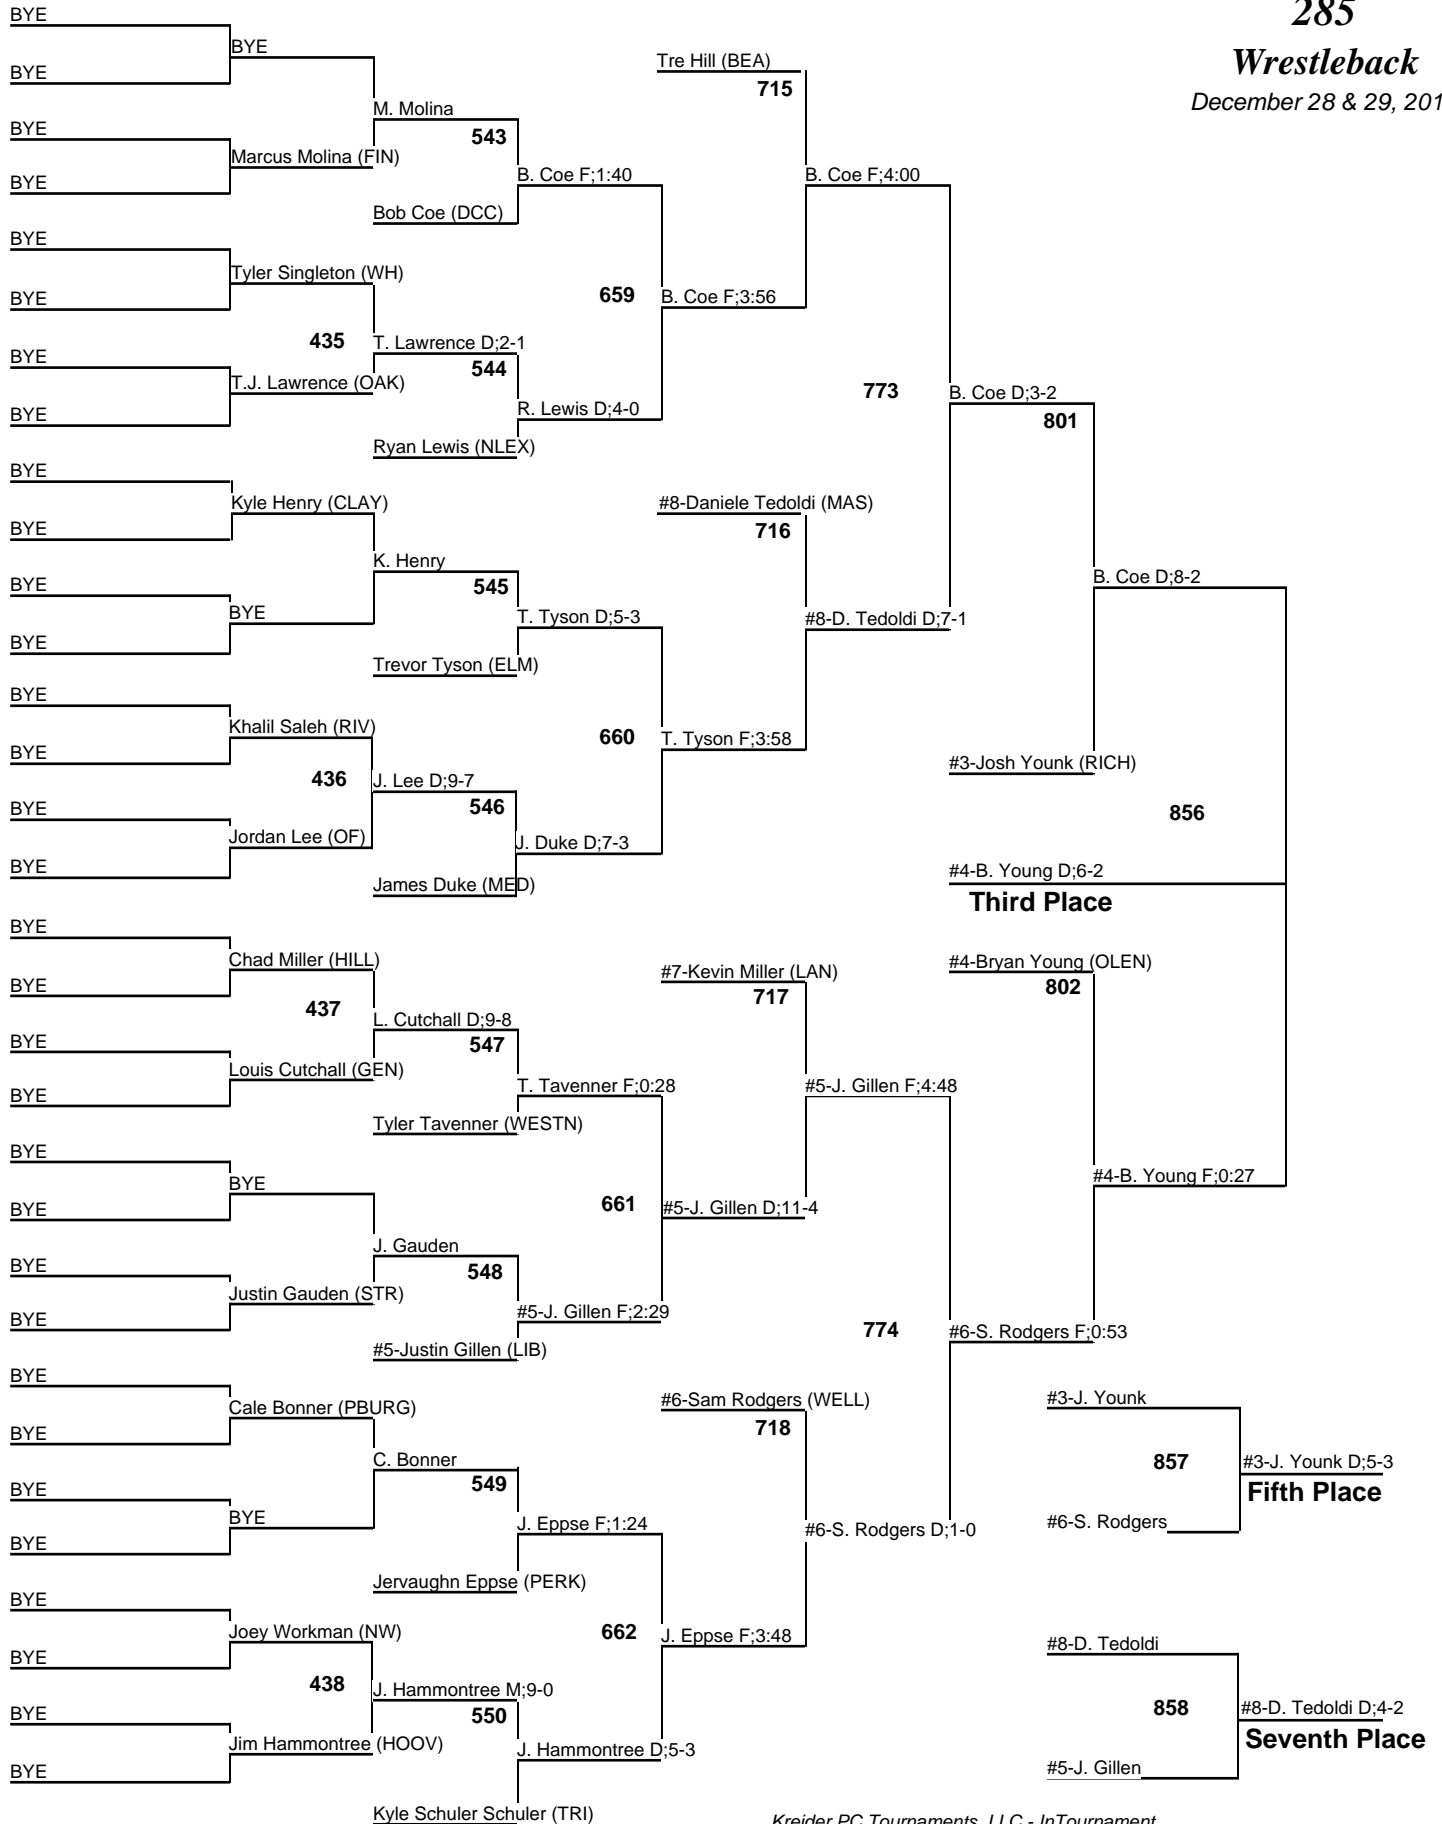 285
Wrestleback
December 28 & 29, 201
BYE
BYE
BYE
Tre Hill (BEA)
715
M. Molina
543
BYE
Marcus Molina (FIN)
BYE
B. Coe F;1:40
B. Coe F;4:00
Bob Coe (DCC)
BYE
Tyler Singleton (WH)
BYE
659
B. Coe F;3:56
435
T. Lawrence D;2-1
BYE
544
T.J. Lawrence (OAK)
773
B. Coe D;3-2
BYE
R. Lewis D;4-0
801
Ryan Lewis (NLEX)
BYE
Kyle Henry (CLAY)
#8-Daniele Tedoldi (MAS)
BYE
716
K. Henry
545
BYE
B. Coe D;8-2
BYE
T. Tyson D;5-3
#8-D. Tedoldi D;7-1
BYE
Trevor Tyson (ELM)
BYE
Khalil Saleh (RIV)
660
T. Tyson F;3:58
BYE
#3-Josh Younk (RICH)
436
J. Lee D;9-7
546
BYE
856
Jordan Lee (OF)
J. Duke D;7-3
BYE
#4-B. Young D;6-2
James Duke (MED)
Third Place
BYE
Chad Miller (HILL)
#7-Kevin Miller (LAN)
#4-Bryan Young (OLEN)
BYE
717
802
437
L. Cutchall D;9-8
547
BYE
Louis Cutchall (GEN)
T. Tavenner F;0:28
#5-J. Gillen F;4:48
BYE
Tyler Tavenner (WESTN)
BYE
BYE
#4-B. Young F;0:27
BYE
661
#5-J. Gillen D;11-4
J. Gauden
548
BYE
Justin Gauden (STR)
BYE
#5-J. Gillen F;2:29
774
#6-S. Rodgers F;0:53
#5-Justin Gillen (LIB)
BYE
Cale Bonner (PBURG)
#6-Sam Rodgers (WELL)
#3-J. Younk
BYE
718
C. Bonner
549
857
#3-J. Younk D;5-3
BYE
Fifth Place
BYE
J. Eppse F;1:24
#6-S. Rodgers D;1-0
#6-S. Rodgers
BYE
Jervaughn Eppse (PERK)
BYE
Joey Workman (NW)
662
J. Eppse F;3:48
#8-D. Tedoldi
BYE
438
J. Hammontree M;9-0
550
BYE
858
#8-D. Tedoldi D;4-2
Jim Hammontree (HOOV)
J. Hammontree D;5-3
Seventh Place
BYE
#5-J. Gillen
Kyle Schuler Schuler (TRI)
Kreider PC Tournaments, LLC - InTournament